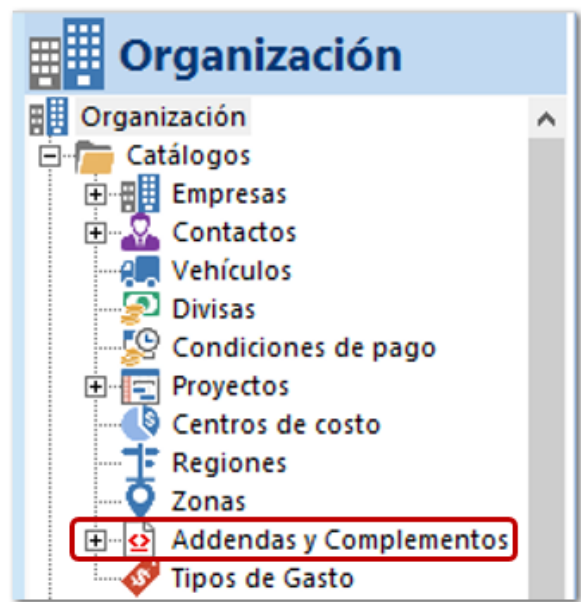 Organización
Organización
Catálogos
Empresas
Contactos
Vehículos
Divisas
Condiciones de pago
Proyectos
Centros de costo
Regiones
Zonas
Addendas y Complementos
Tipos de Gasto